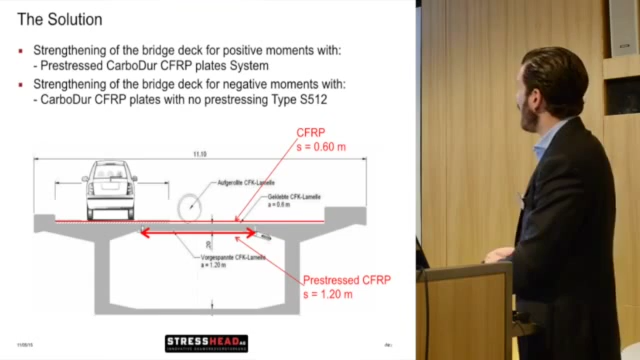 The Solution
Strengthening of the bridge deck for positive moments with:
- Prestressed CarboDur CFRP plates System
Strengthening of the bridge deck for negative moments with:
- CarboDur CFRP plates with no prestressing Type S512
CFRP
s = 0.60 m
11.10
Aufgerollte CFK-Lamelle
Geklebte CFK-Lamelle
a = 0.6 m
Vorgespannte CFK-Lamelle
a = 1.20 m
Prestressed CFRP
s = 1.20 m
STRESSHEAD AG